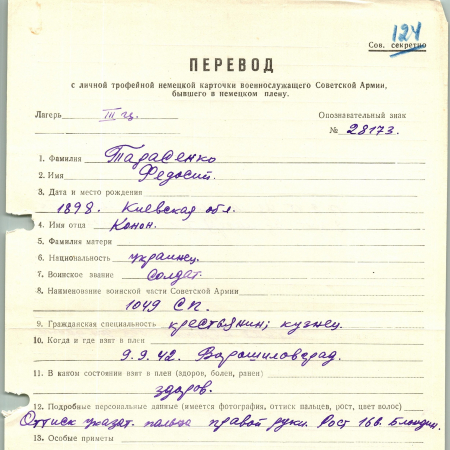 124
Сов. секретно
ПЕРЕВОД
с личной трофейной немецкой карточки военнослужащего Советской Армии,
бывшего в немецком плену.
Лагерь III ц. Опознавательный знак
№ 28173.
1. Фамилия Тарасенко
2. Имя Федосий.
3. Дата и место рождения
1898. Киевская обл.
4. Имя отца Конон.
5. Фамилия матери
6. Национальность украинец.
7. Воинское звание солдат.
8. Наименование воинской части Советской Армии
1049 СП.
9. Гражданская специальность крестьянин; кузнец.
10. Когда и где взят в плен
9.9.42. Ворошиловград.
11. В каком состоянии взят в плен (здоров, болен, ранен)
здоров.
12. Подробные персональные данные (имеется фотография, оттиск пальцев, рост, цвет волос)
Оттиск указат. пальца правой руки. Рост 168. Блондин.
13. Особые приметы